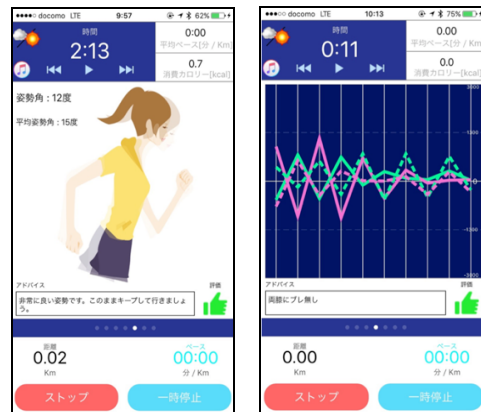 docomo LTE 9:57 62%
時間
2:13
0:00
平均ペース[分 / Km]
0.7
消費カロリー[kcal]
姿勢角 : 12度
平均姿勢角 : 15度
アドバイス
評価
非常に良い姿勢です。このままキープして行きましょ
う。
距離
0.02
Km
ペース
00:00
分 / Km
ストップ
一時停止
docomo LTE 10:13 75%
時間
0:11
0.00
平均ペース[分 / Km]
0.0
消費カロリー[kcal]
3000
1500
0
-1500
-3000
アドバイス
評価
両膝にブレ無し
距離
0.00
Km
ペース
00:00
分 / Km
ストップ
一時停止